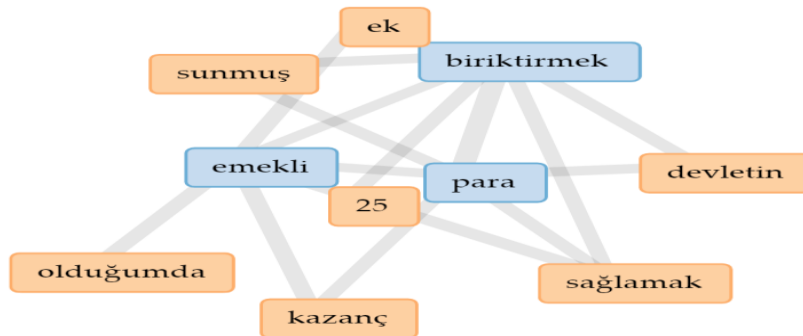 ek
biriktirmek
sunmuş
emekli
para
devletin
25
olduğumda
sağlamak
kazanç